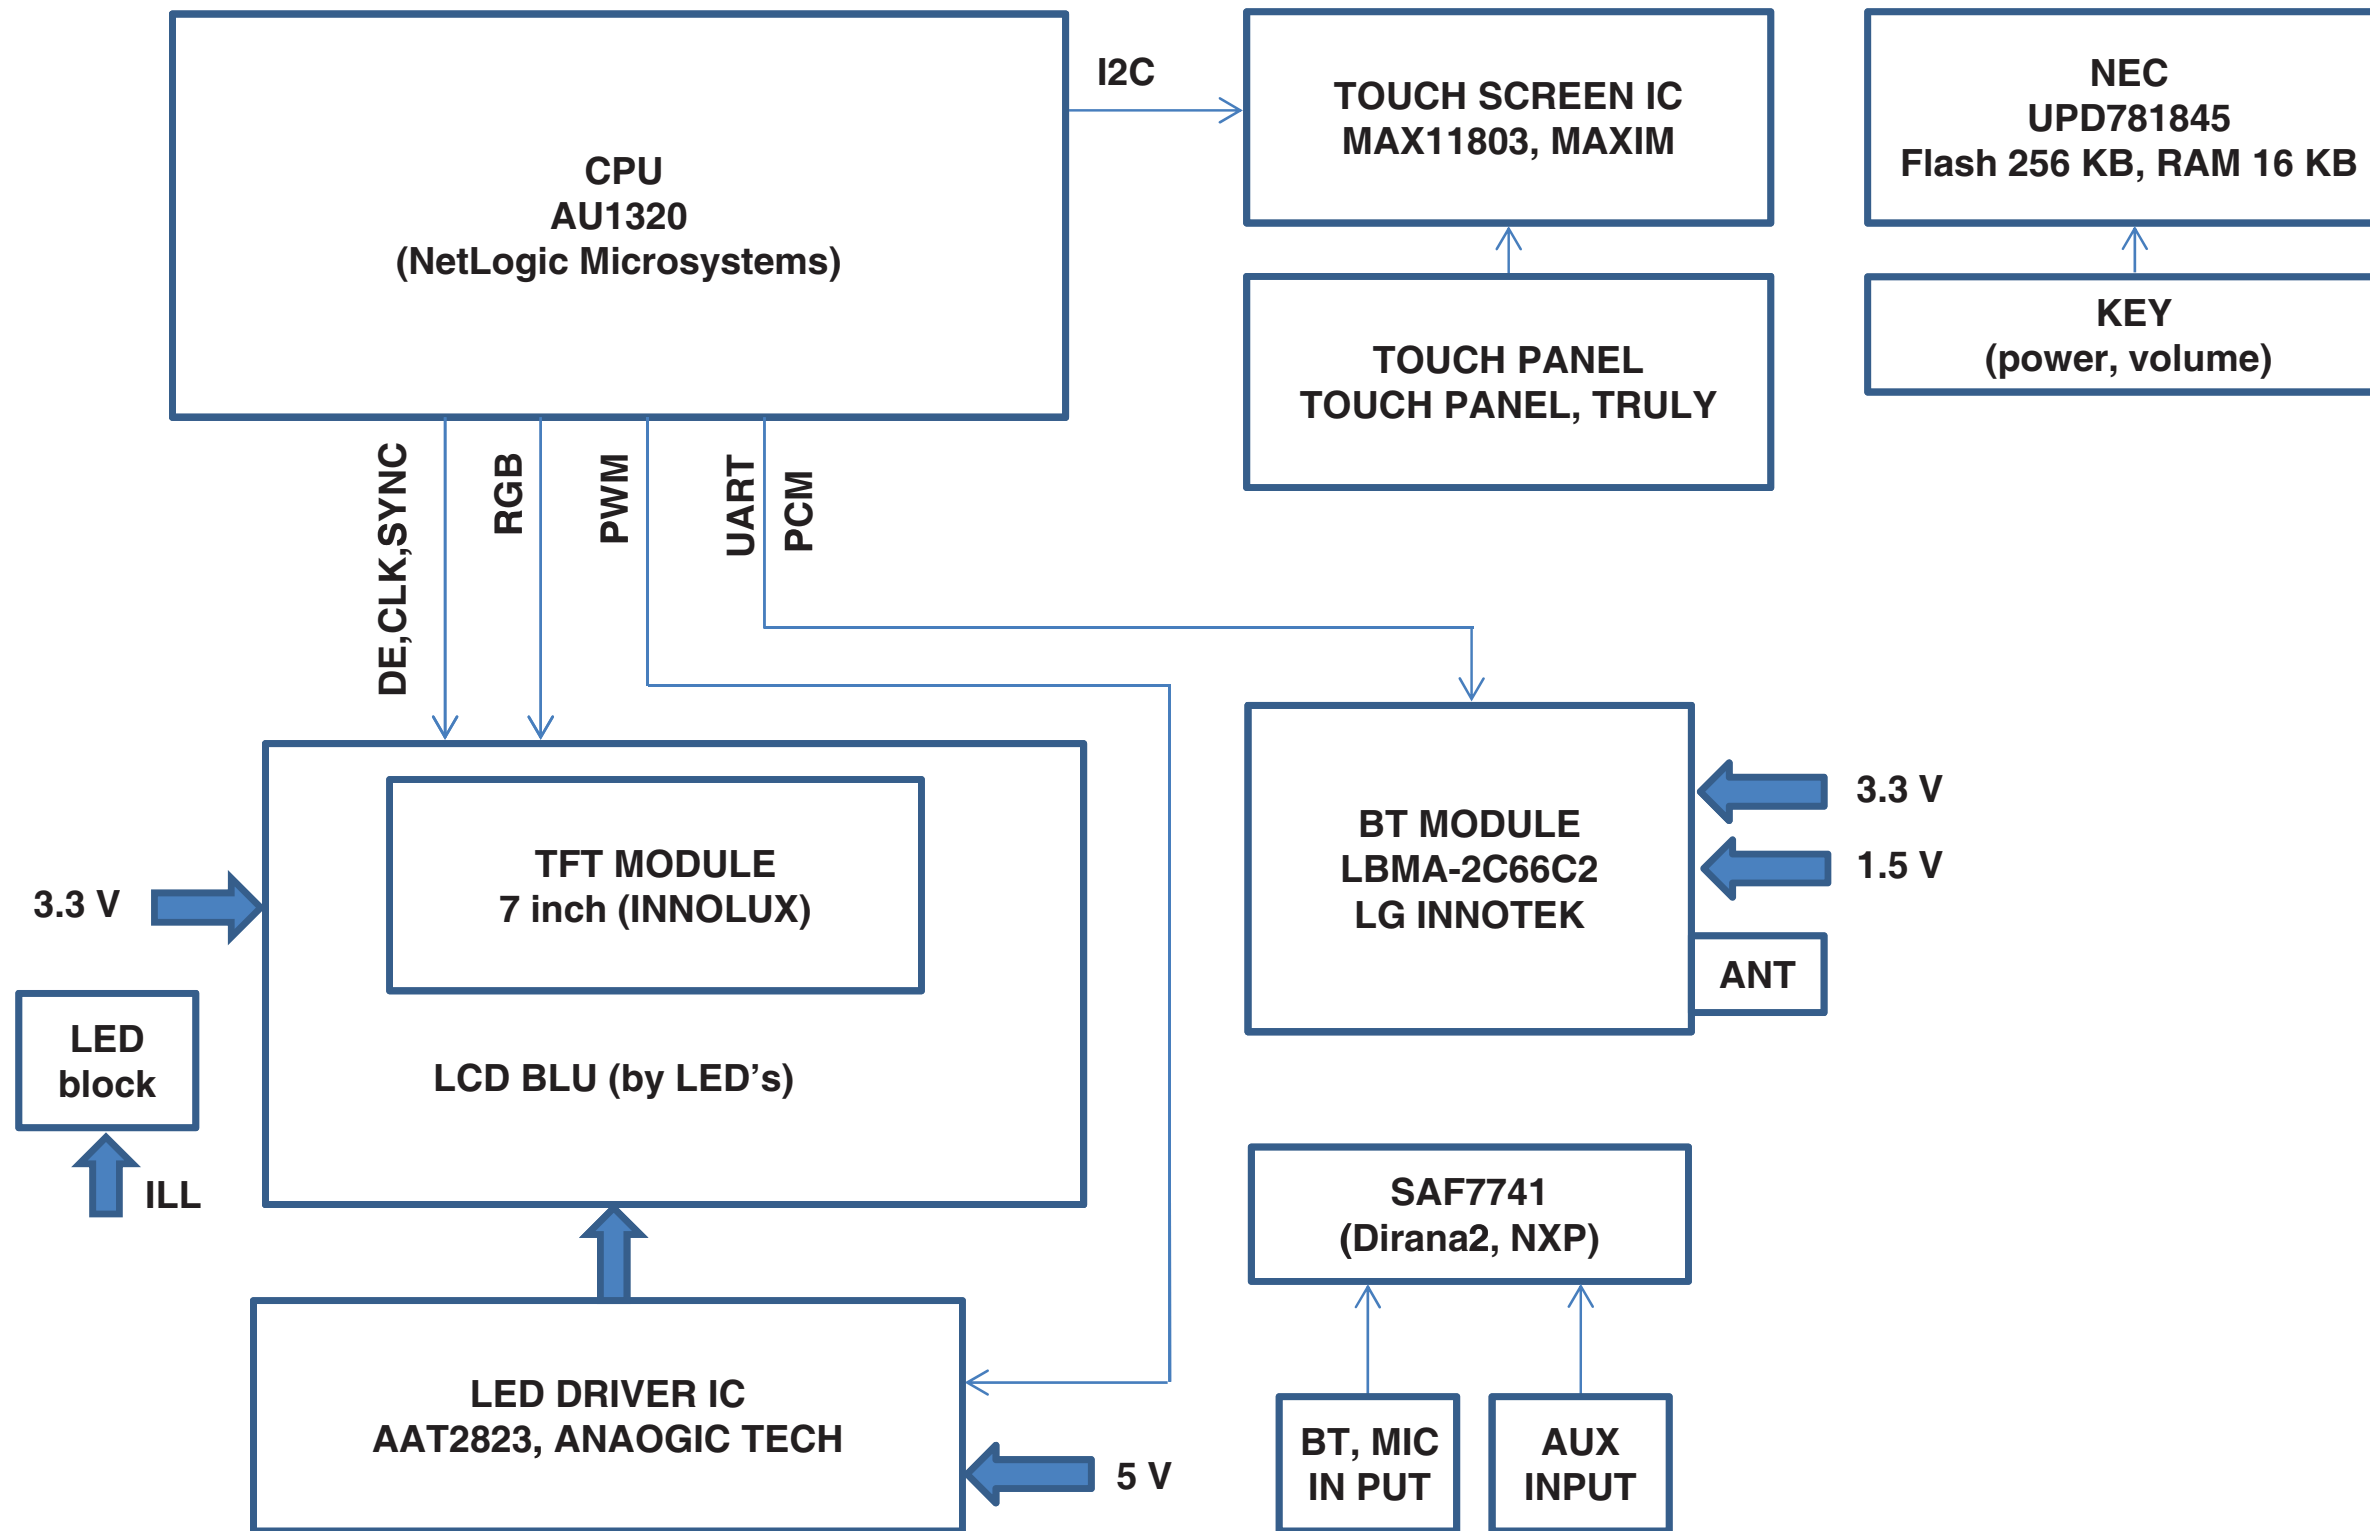 CPU
AU1320
(NetLogic Microsystems)
I2C
TOUCH SCREEN IC
MAX11803, MAXIM
NEC
UPD781845
Flash 256 KB, RAM 16 KB
TOUCH PANEL
TOUCH PANEL, TRULY
KEY
(power, volume)
DE,CLK,SYNC
RGB
PWM
UART
PCM
TFT MODULE
7 inch (INNOLUX)
3.3 V
LCD BLU (by LED’s)
LED
block
ILL
BT MODULE
LBMA-2C66C2
LG INNOTEK
3.3 V
1.5 V
ANT
SAF7741
(Dirana2, NXP)
LED DRIVER IC
AAT2823, ANAOGIC TECH
5 V
BT, MIC
IN PUT
AUX
INPUT